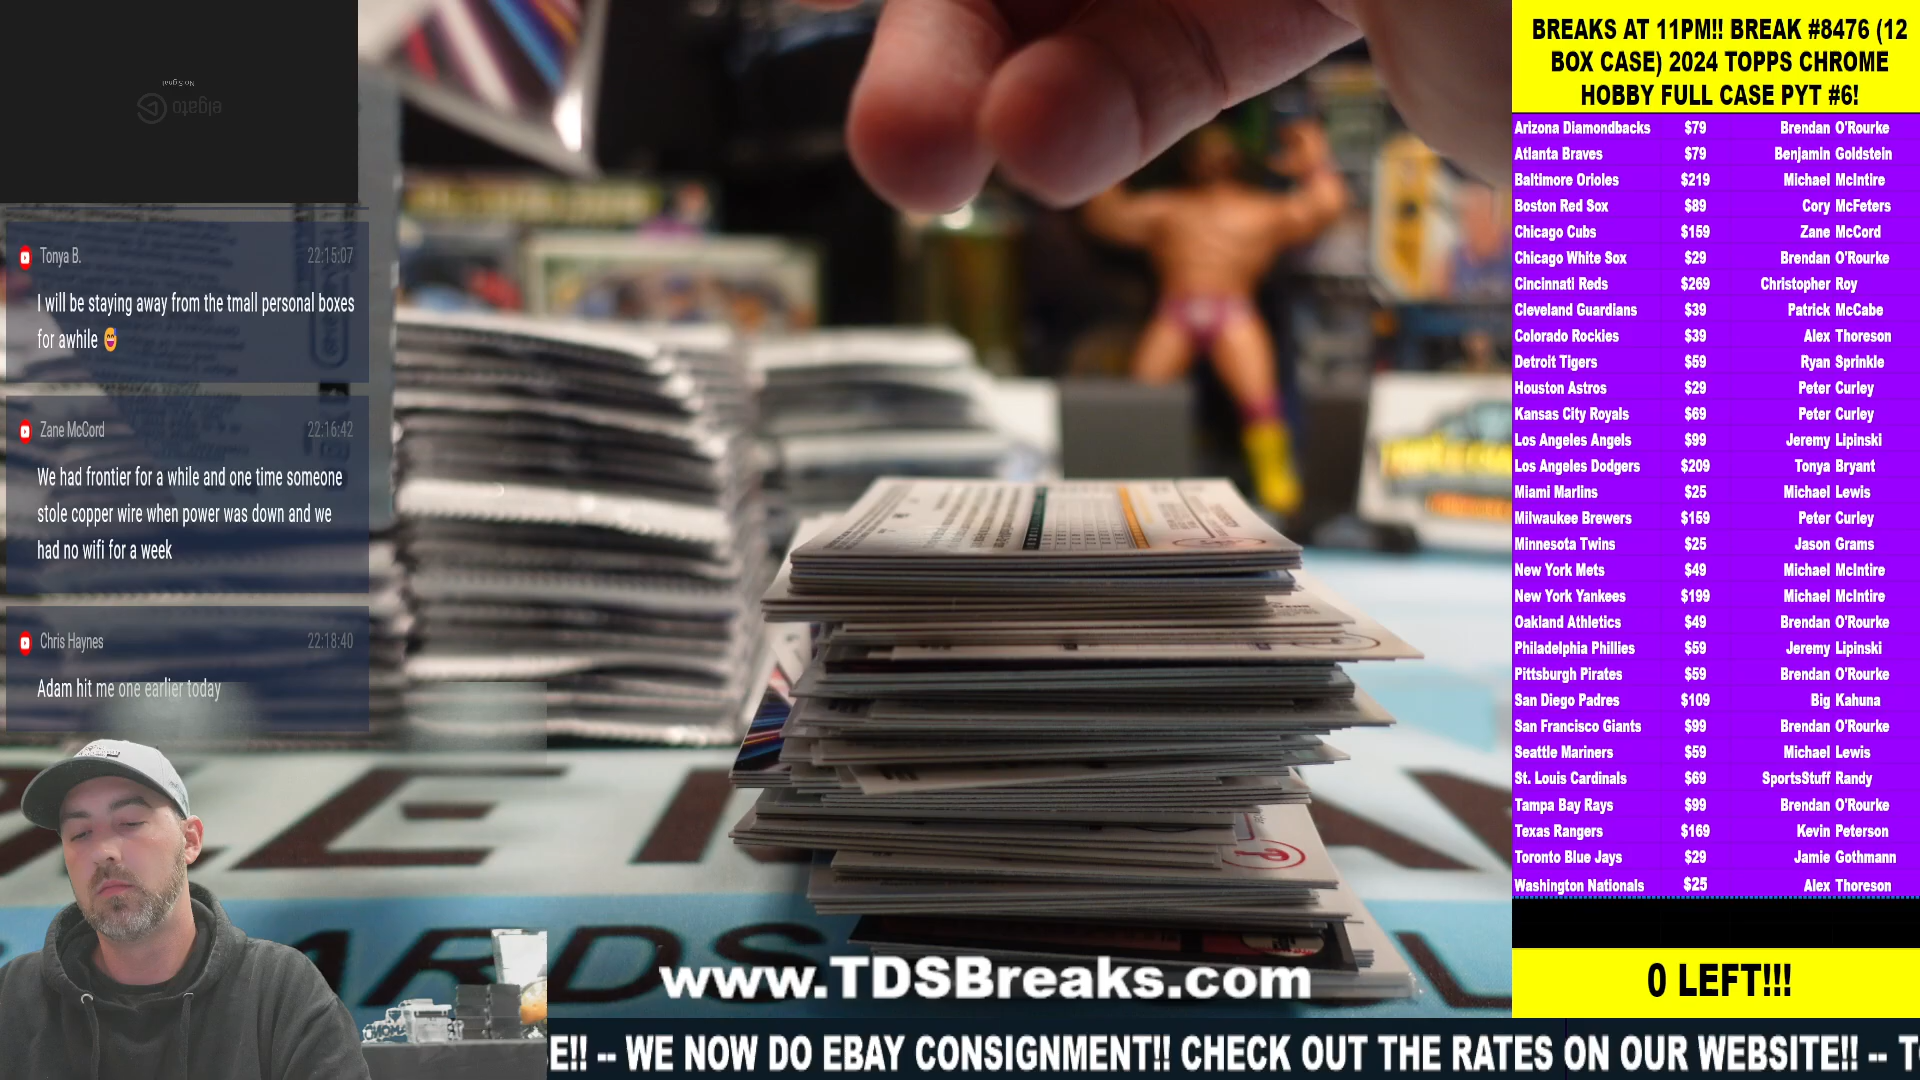 No Signal
elgato
Tonya B. 22:15:07
I will be staying away from the tmall personal boxes
for awhile
Zane McCord 22:16:42
We had frontier for a while and one time someone
stole copper wire when power was down and we
had no wifi for a week
Chris Haynes 22:18:40
Adam hit me one earlier today
ARDS
www.TDSBreaks.com
E!! -- WE NOW DO EBAY CONSIGNMENT!! CHECK OUT THE RATES ON OUR WEBSITE!! -- T
BREAKS AT 11PM!! BREAK #8476 (12
BOX CASE) 2024 TOPPS CHROME
HOBBY FULL CASE PYT #6!
Arizona Diamondbacks $79 Brendan O'Rourke
Atlanta Braves $79 Benjamin Goldstein
Baltimore Orioles $219 Michael McIntire
Boston Red Sox $89 Cory McFeters
Chicago Cubs $159 Zane McCord
Chicago White Sox $29 Brendan O'Rourke
Cincinnati Reds $269 Christopher Roy
Cleveland Guardians $39 Patrick McCabe
Colorado Rockies $39 Alex Thoreson
Detroit Tigers $59 Ryan Sprinkle
Houston Astros $29 Peter Curley
Kansas City Royals $69 Peter Curley
Los Angeles Angels $99 Jeremy Lipinski
Los Angeles Dodgers $209 Tonya Bryant
Miami Marlins $25 Michael Lewis
Milwaukee Brewers $159 Peter Curley
Minnesota Twins $25 Jason Grams
New York Mets $49 Michael McIntire
New York Yankees $199 Michael McIntire
Oakland Athletics $49 Brendan O'Rourke
Philadelphia Phillies $59 Jeremy Lipinski
Pittsburgh Pirates $59 Brendan O'Rourke
San Diego Padres $109 Big Kahuna
San Francisco Giants $99 Brendan O'Rourke
Seattle Mariners $59 Michael Lewis
St. Louis Cardinals $69 SportsStuff Randy
Tampa Bay Rays $99 Brendan O'Rourke
Texas Rangers $169 Kevin Peterson
Toronto Blue Jays $29 Jamie Gothmann
Washington Nationals $25 Alex Thoreson
0 LEFT!!!